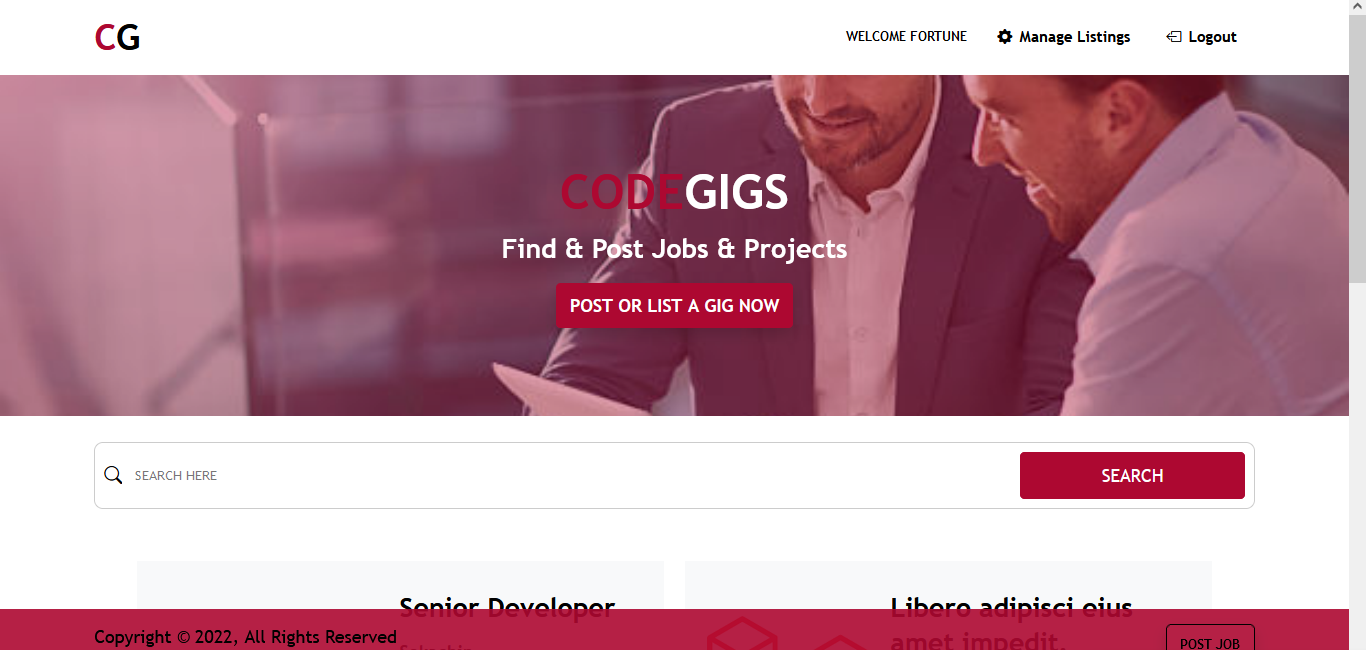 CG
WELCOME FORTUNE
Manage Listings
Logout
CODEGIGS
Find & Post Jobs & Projects
POST OR LIST A GIG NOW
SEARCH HERE
SEARCH
Senior Developer
Libero adipisci eius
amet impedit.
Copyright © 2022, All Rights Reserved
POST JOB